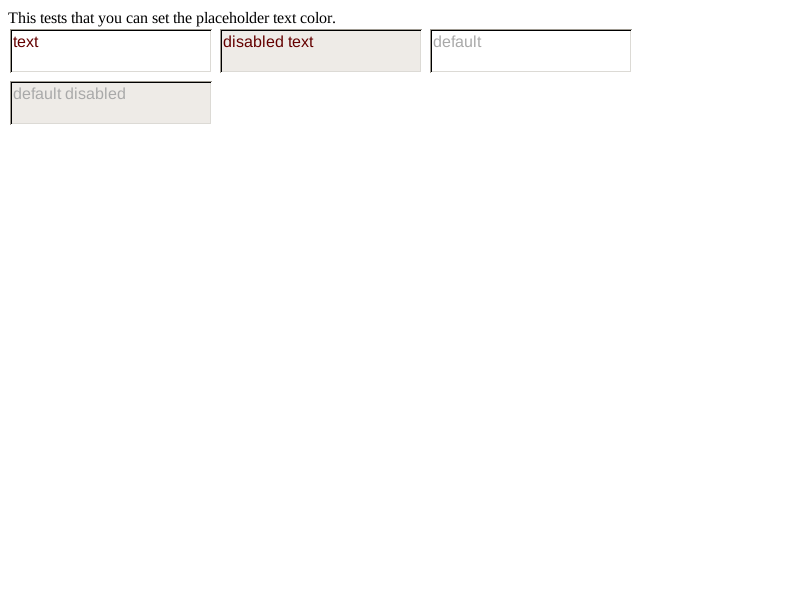 This tests that you can set the placeholder text color.
text disabled text default
default disabled